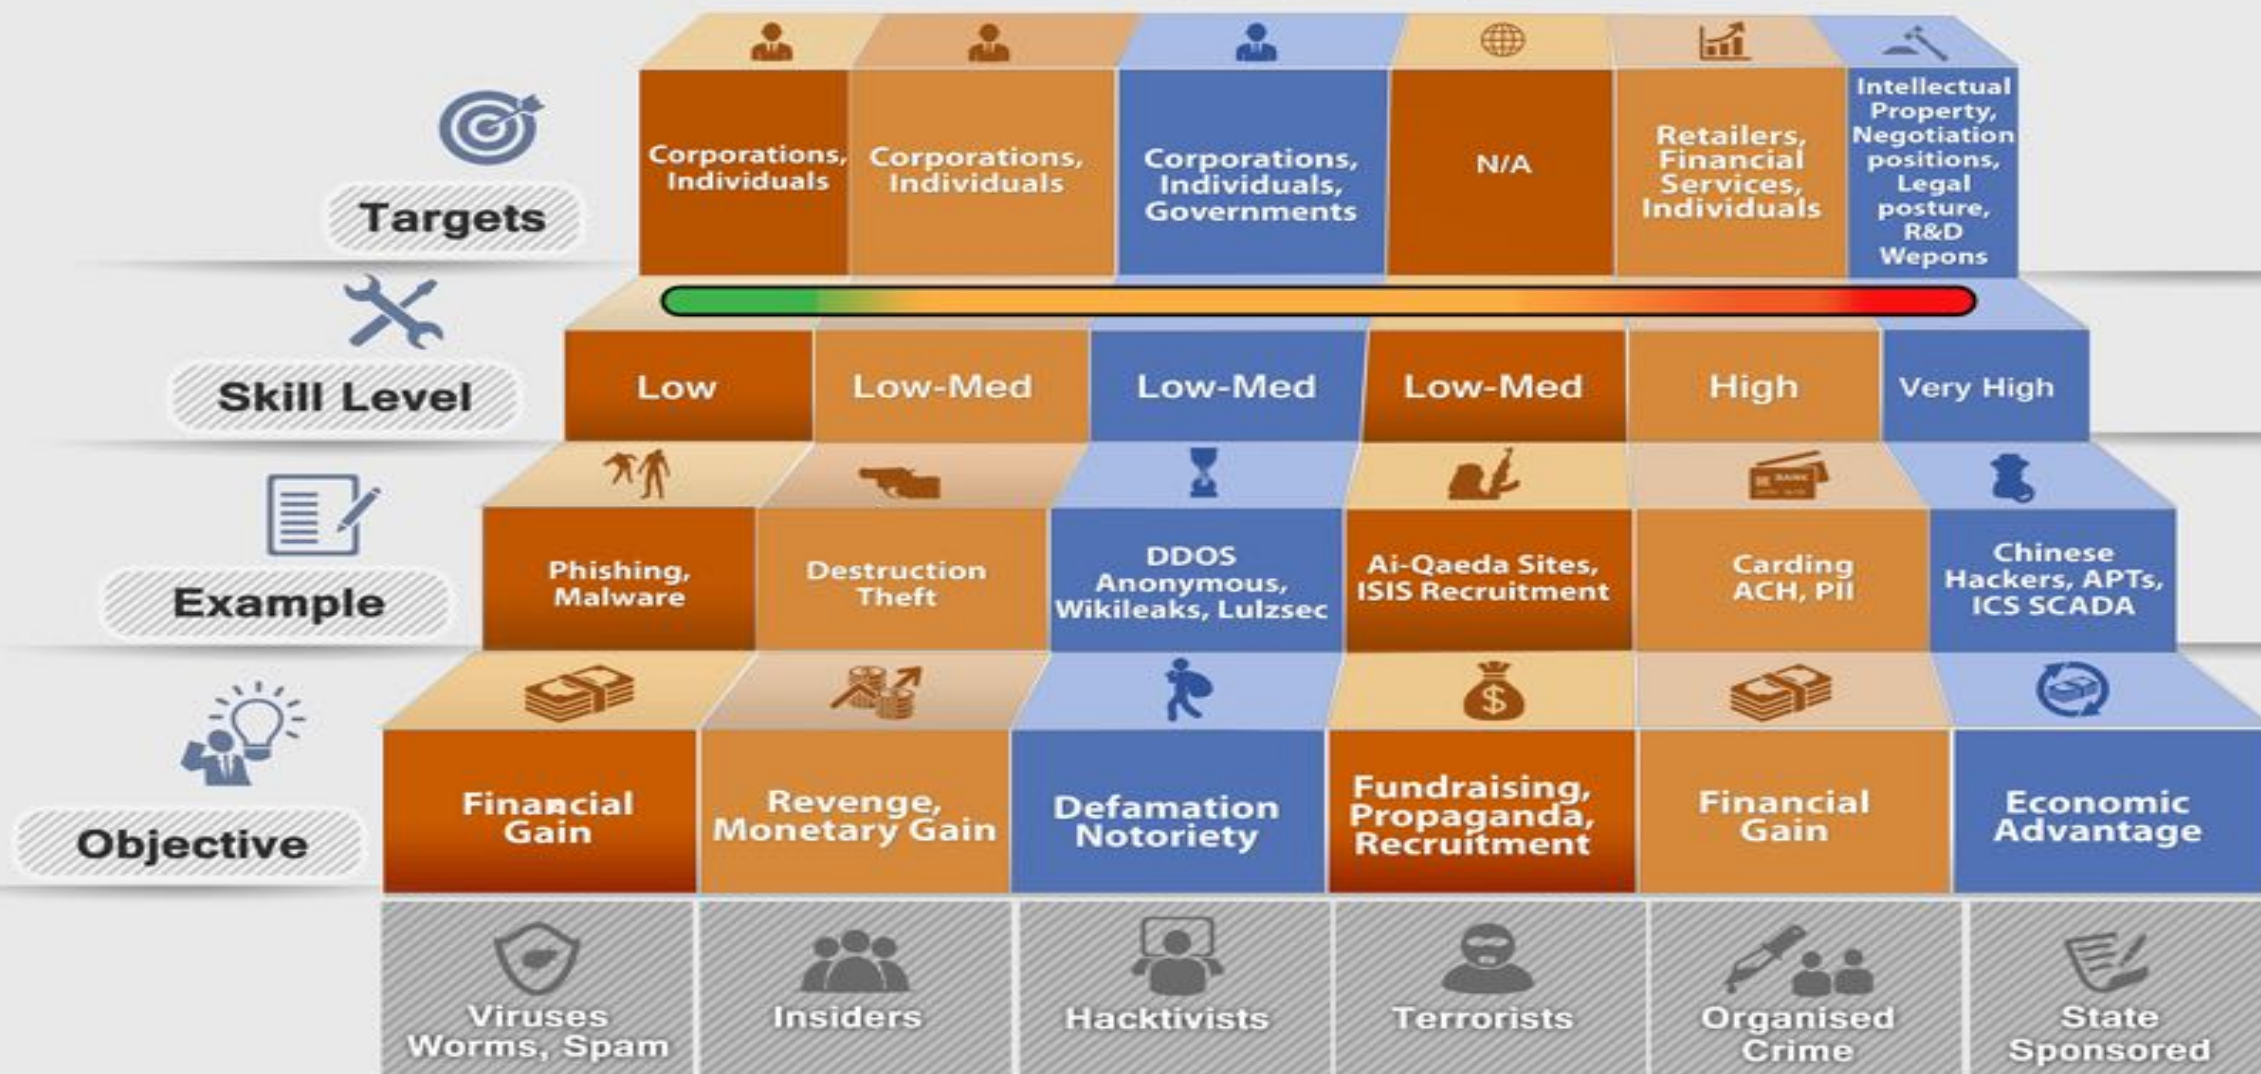 Targets
Corporations,
Individuals
Corporations,
Individuals
Corporations,
Individuals,
Governments
N/A
Retailers,
Financial
Services,
Individuals
Intellectual
Property,
Negotiation
positions,
Legal
posture,
R&D
Wepons
Skill Level
Low
Low-Med
Low-Med
Low-Med
High
Very High
Example
Phishing,
Malware
Destruction
Theft
DDOS
Anonymous,
Wikileaks, Lulzsec
Ai-Qaeda Sites,
ISIS Recruitment
BANK
Carding
ACH, PII
Chinese
Hackers, APTs,
ICS SCADA
Objective
$
Financial
Gain
Revenge,
Monetary Gain
Defamation
Notoriety
Fundraising,
Propaganda,
Recruitment
Financial
Gain
Economic
Advantage
Viruses
Worms, Spam
Insiders
Hacktivists
Terrorists
Organised
Crime
State
Sponsored